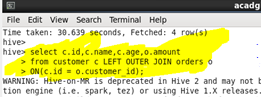 acadg
File Edit View Search Terminal Help
Time taken: 30.639 seconds, Fetched: 4 row(s)
hive>
hive> select c.id,c.name,c.age,o.amount
> from customer c LEFT OUTER JOIN orders o
> ON(c.id = o.customer_id);
WARNING: Hive-on-MR is deprecated in Hive 2 and may not b
tion engine (i.e. spark, tez) or using Hive 1.X releases.